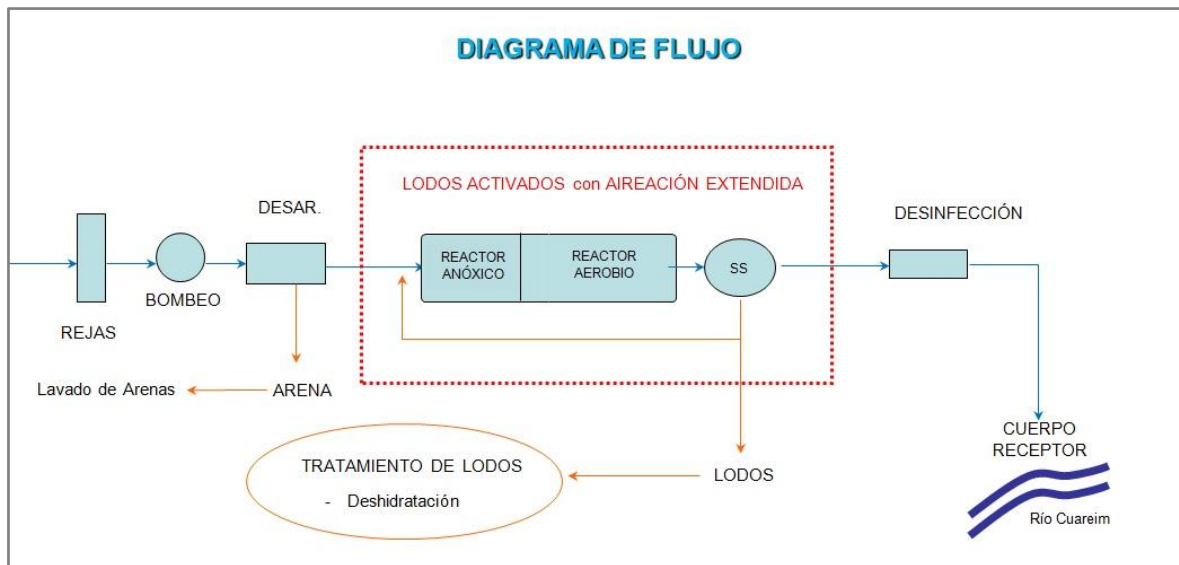 DIAGRAMA DE FLUJO
LODOS ACTIVADOS con AIREACIÓN EXTENDIDA
DESAR.
DESINFECCIÓN
REACTOR
ANÓXICO
REACTOR
AEROBIO
SS
BOMBEO
REJAS
Lavado de Arenas
ARENA
CUERPO
RECEPTOR
TRATAMIENTO DE LODOS
- Deshidratación
LODOS
Río Cuareim